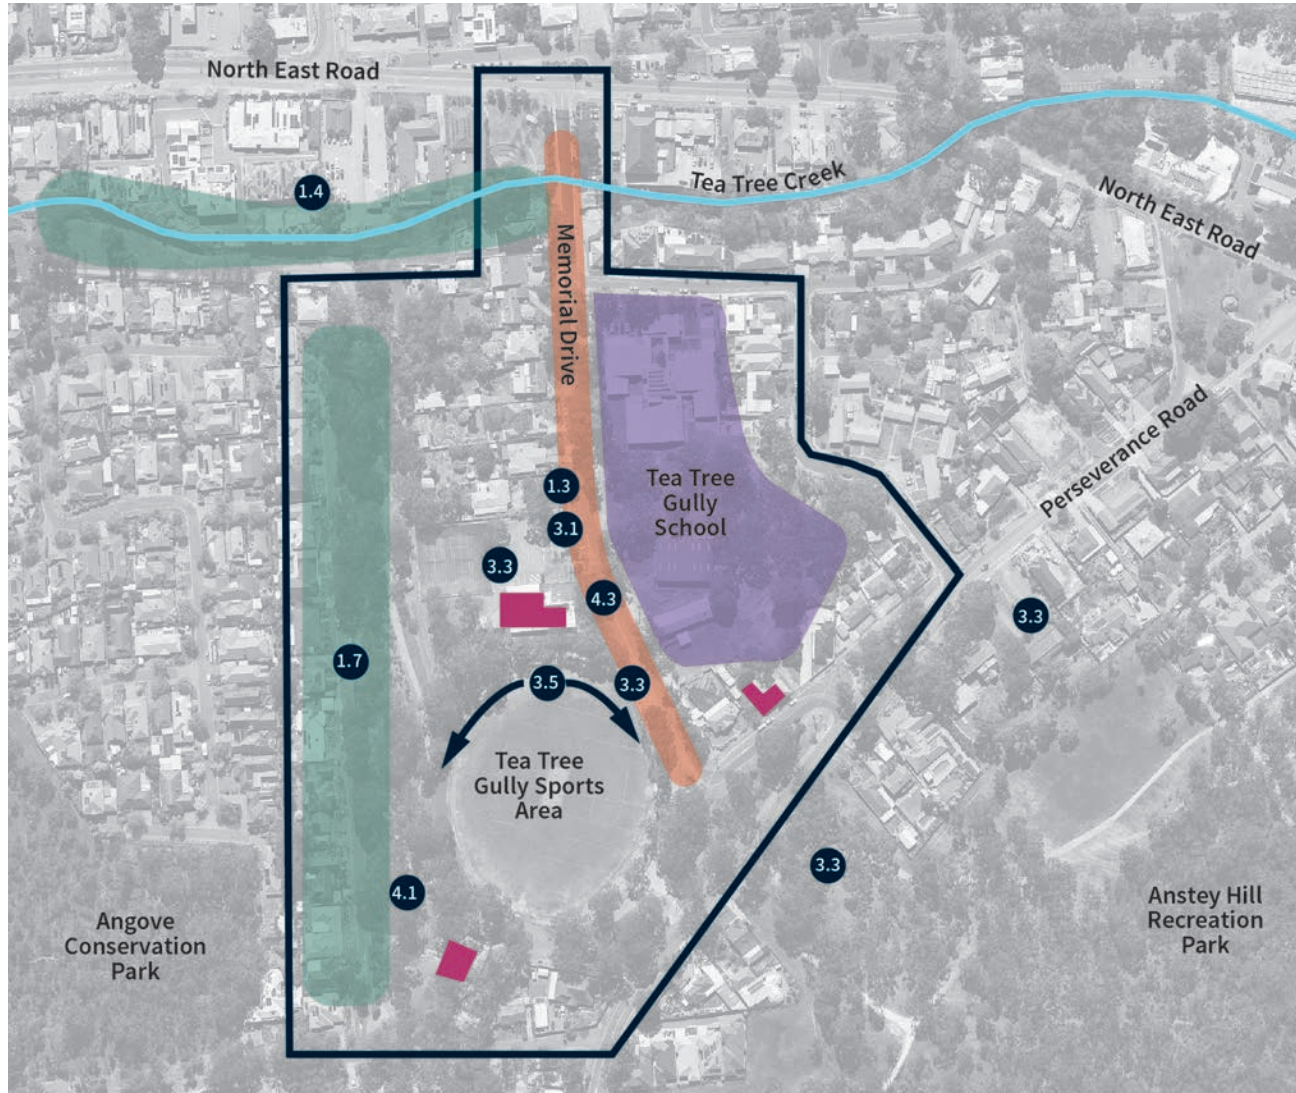 North East Road
1.4
Tea Tree Creek
North East Road
Memorial Drive
Perseverance Road
Tea Tree
Gully
School
1.3
3.1
3.3
4.3
3.3
1.7
3.5
3.3
Tea Tree
Gully Sports
Area
3.3
4.1
Angove
Conservation
Park
Anstey Hill
Recreation
Park